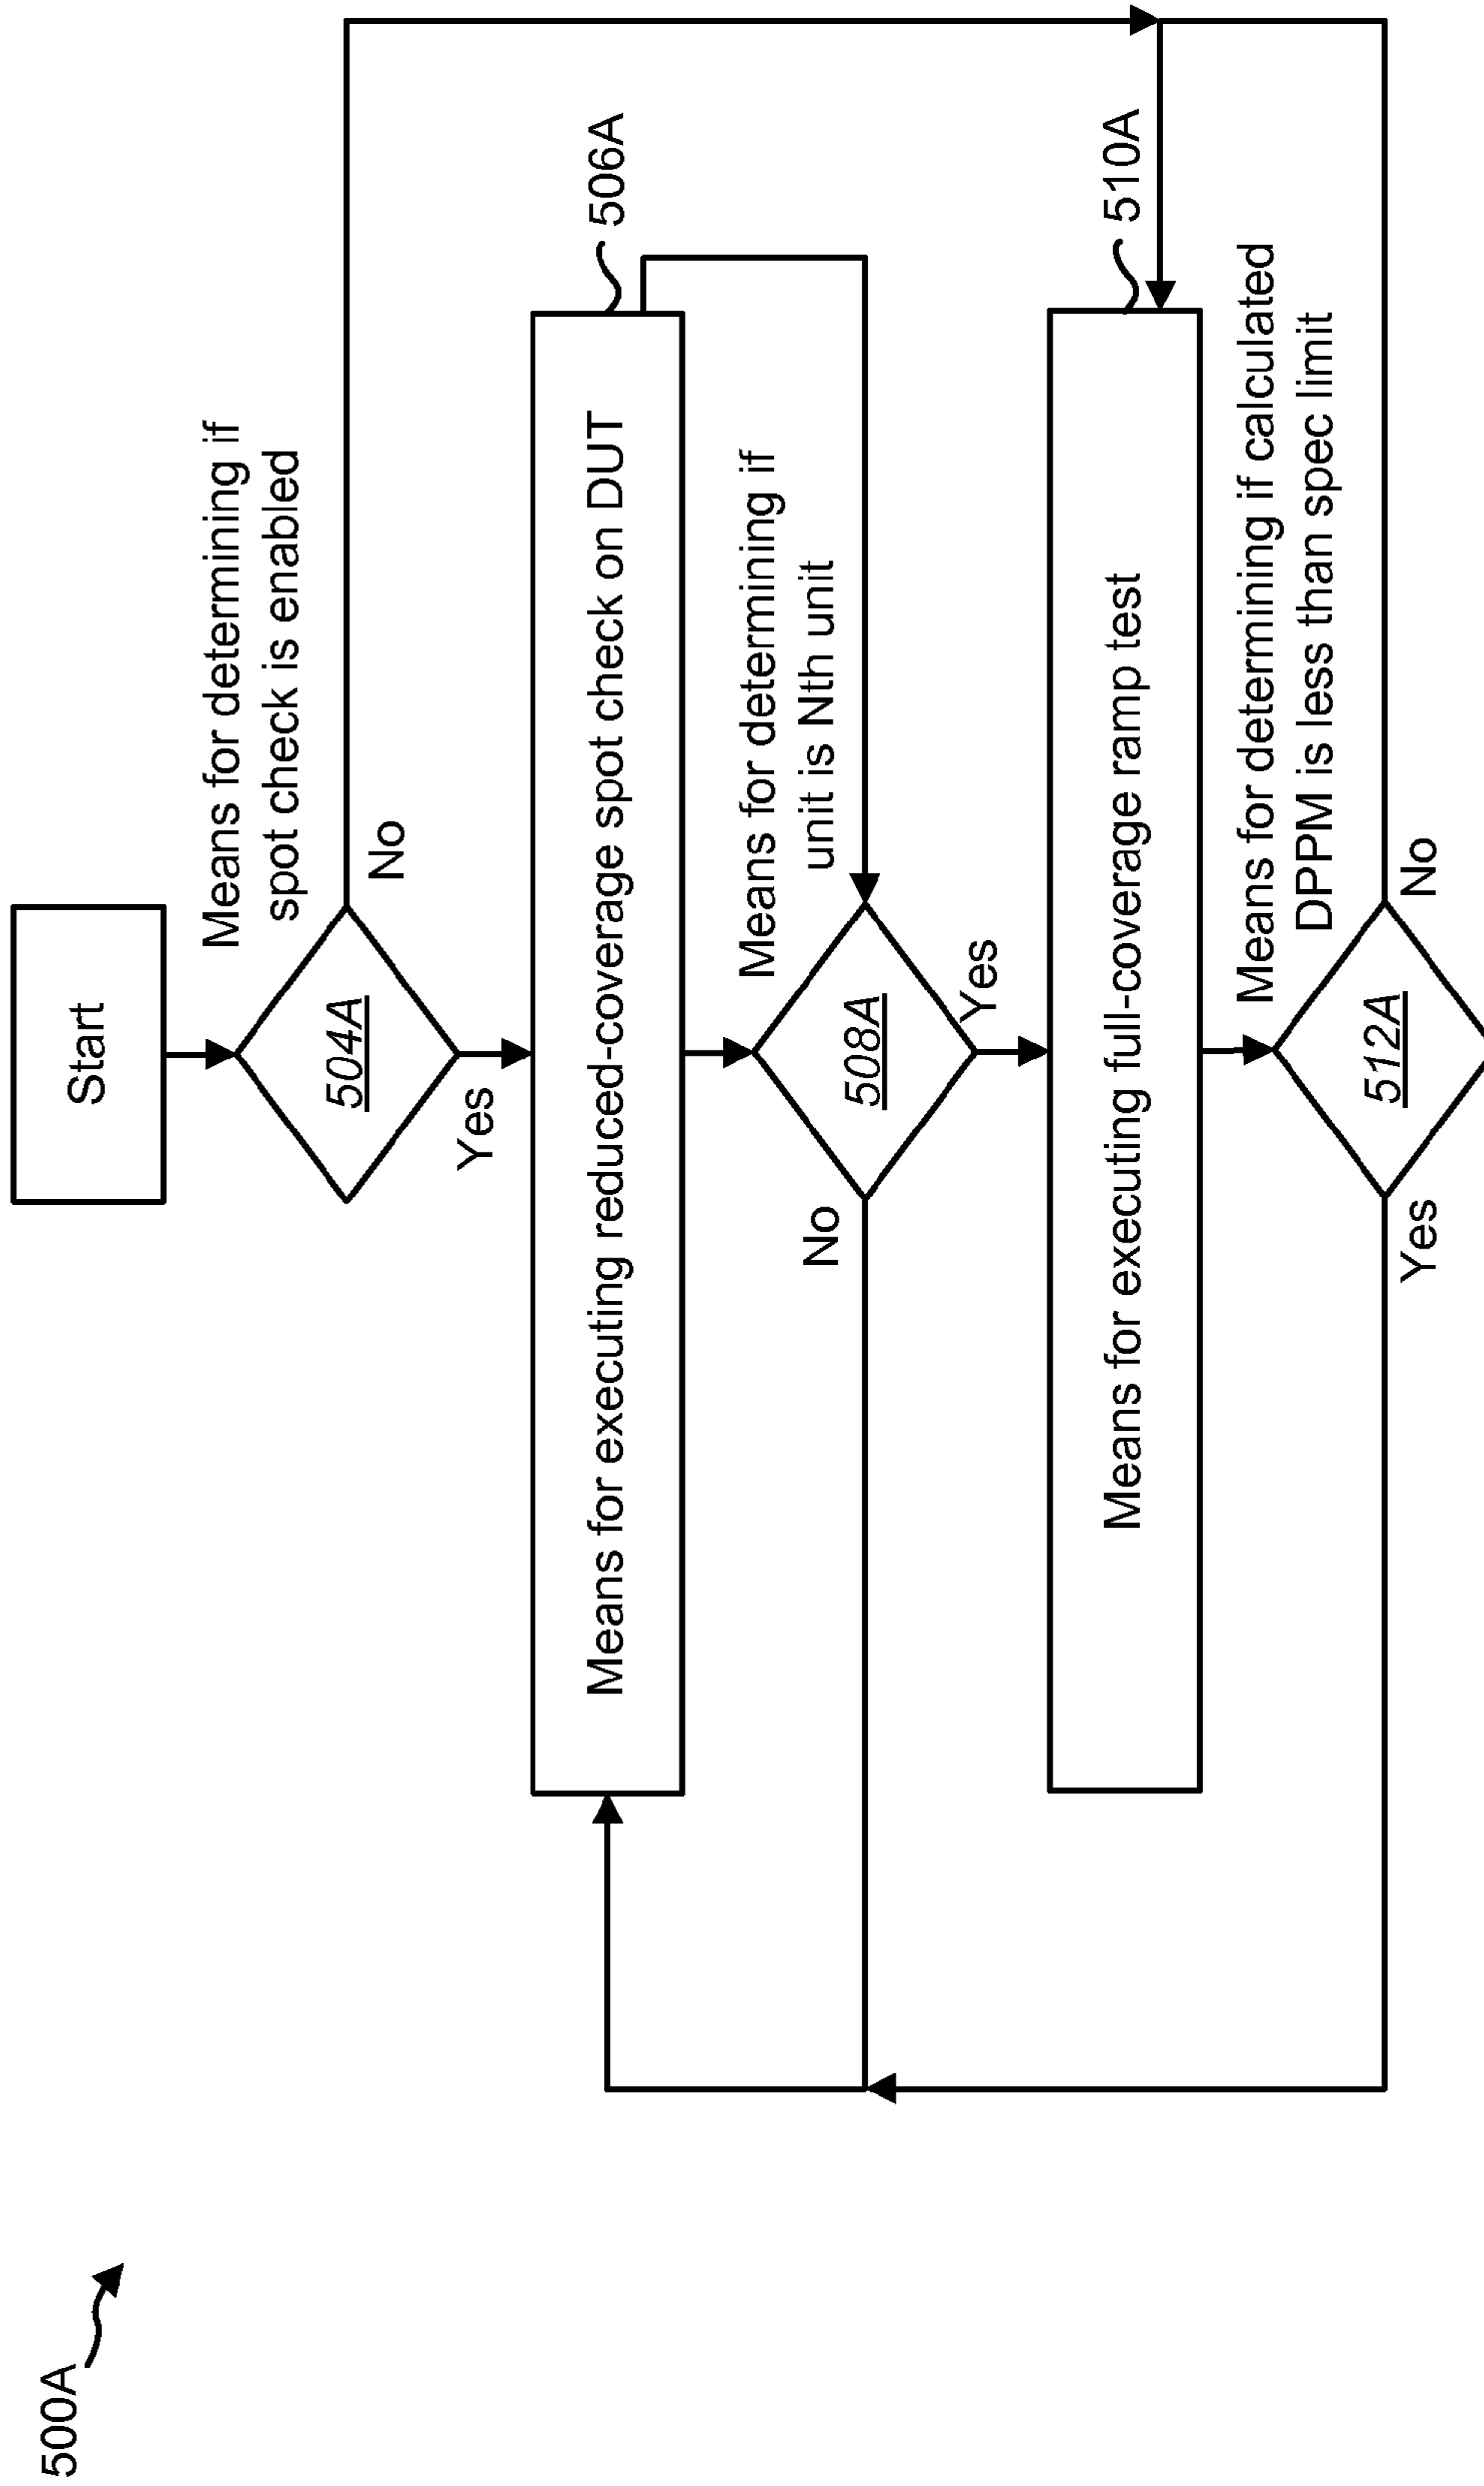 500A
Start
Means for determining if
spot check is enabled
504A
No
Yes
506A
Means for executing reduced-coverage spot check on DUT
Means for determining if
unit is Nth unit
508A
No
Yes
510A
Means for executing full-coverage ramp test
Means for determining if calculated
DPPM is less than spec limit
512A
Yes
No